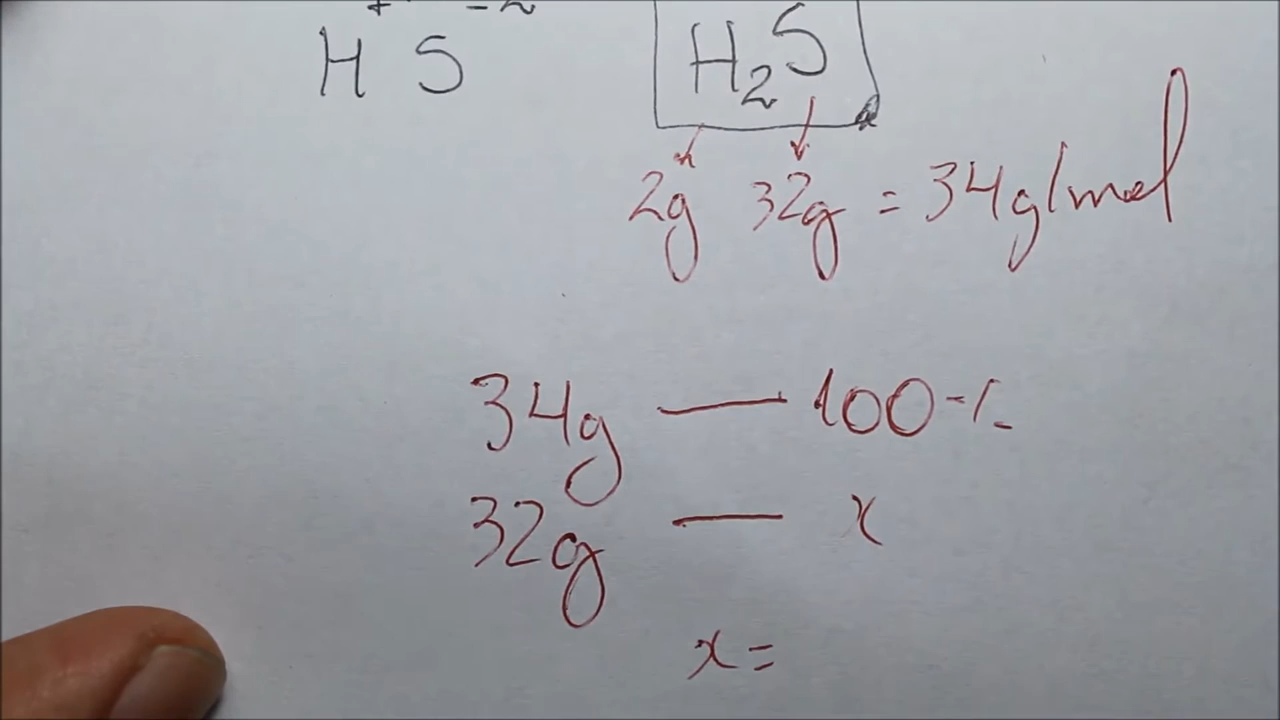 H S H₂S
2g 32g = 34g/mol
34g — 100%
32g — x
x =